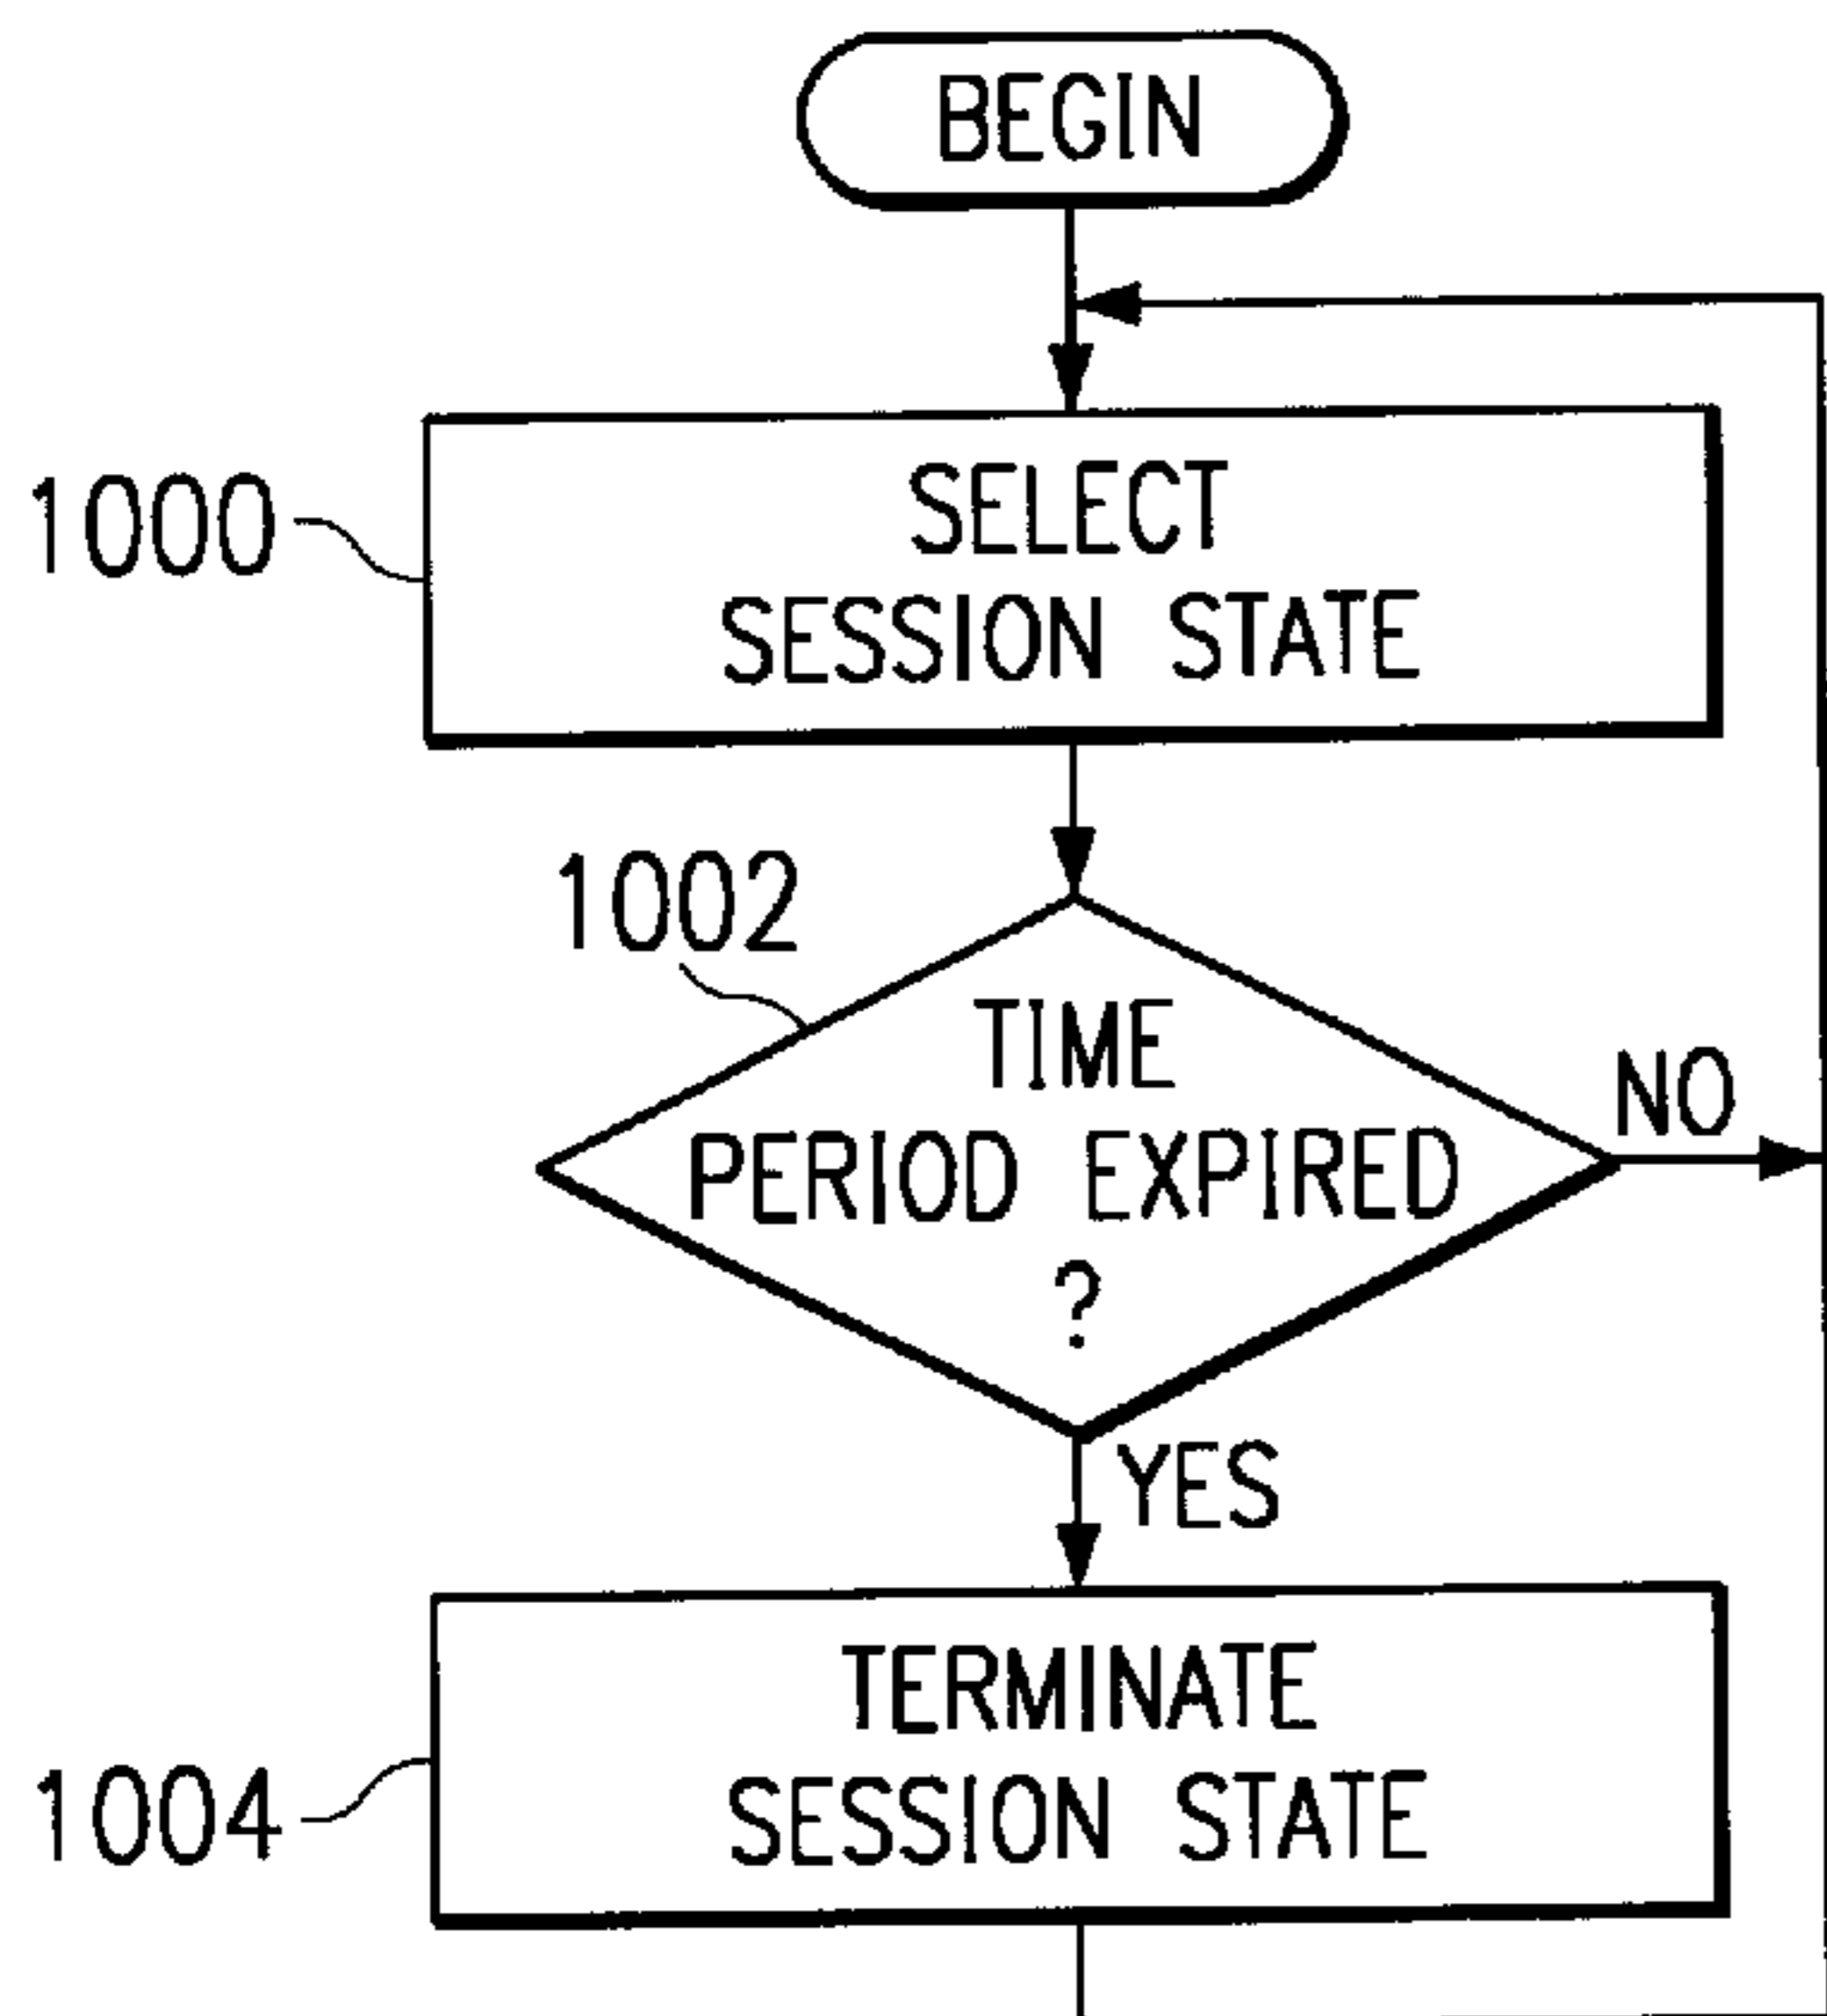 BEGIN
1000
SELECT
SESSION STATE
1002
TIME
PERIOD EXPIRED
?
NO
YES
TERMINATE
SESSION STATE
1004